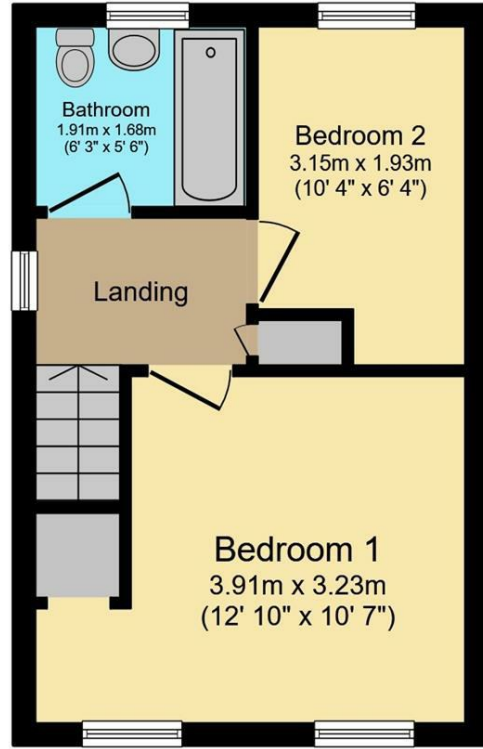 Bathroom
1.91m x 1.68m
(6' 3" x 5' 6")
Bedroom 2
3.15m x 1.93m
(10' 4" x 6' 4")
Landing
Bedroom 1
3.91m x 3.23m
(12' 10" x 10' 7")